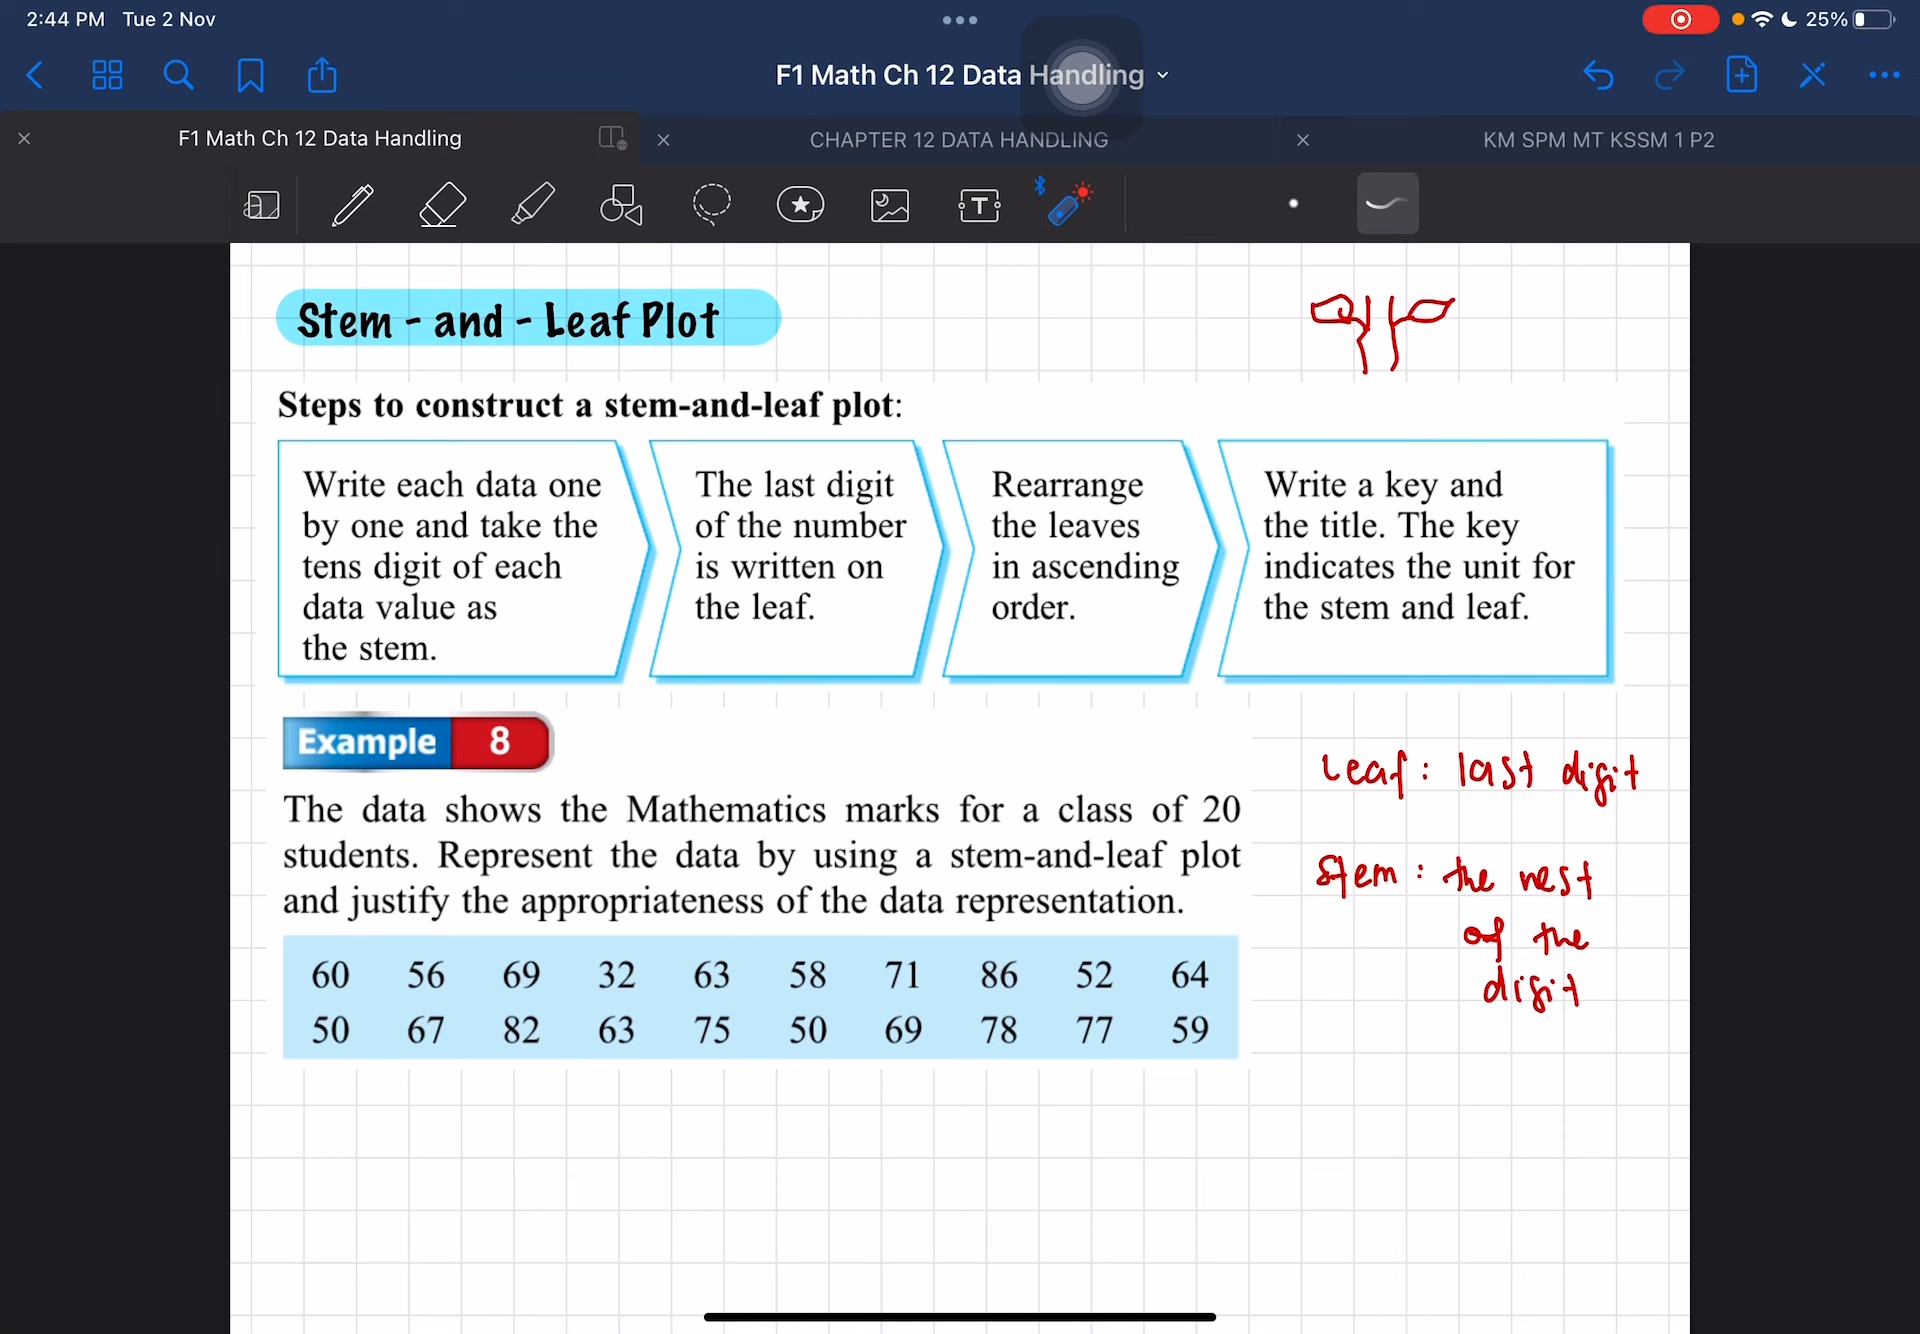 2:44 PM Tue 2 Nov
25%
F1 Math Ch 12 Data Handling
F1 Math Ch 12 Data Handling
CHAPTER 12 DATA HANDLING
KM SPM MT KSSM 1 P2
Stem - and - Leaf Plot
Steps to construct a stem-and-leaf plot:
Write each data one
by one and take the
tens digit of each
data value as
the stem.
The last digit
of the number
is written on
the leaf.
Rearrange
the leaves
in ascending
order.
Write a key and
the title. The key
indicates the unit for
the stem and leaf.
Example 8
The data shows the Mathematics marks for a class of 20
students. Represent the data by using a stem-and-leaf plot
and justify the appropriateness of the data representation.
60 56 69 32 63 58 71 86 52 64
50 67 82 63 75 50 69 78 77 59
Leaf : last digit
Stem : the rest
of the
digit